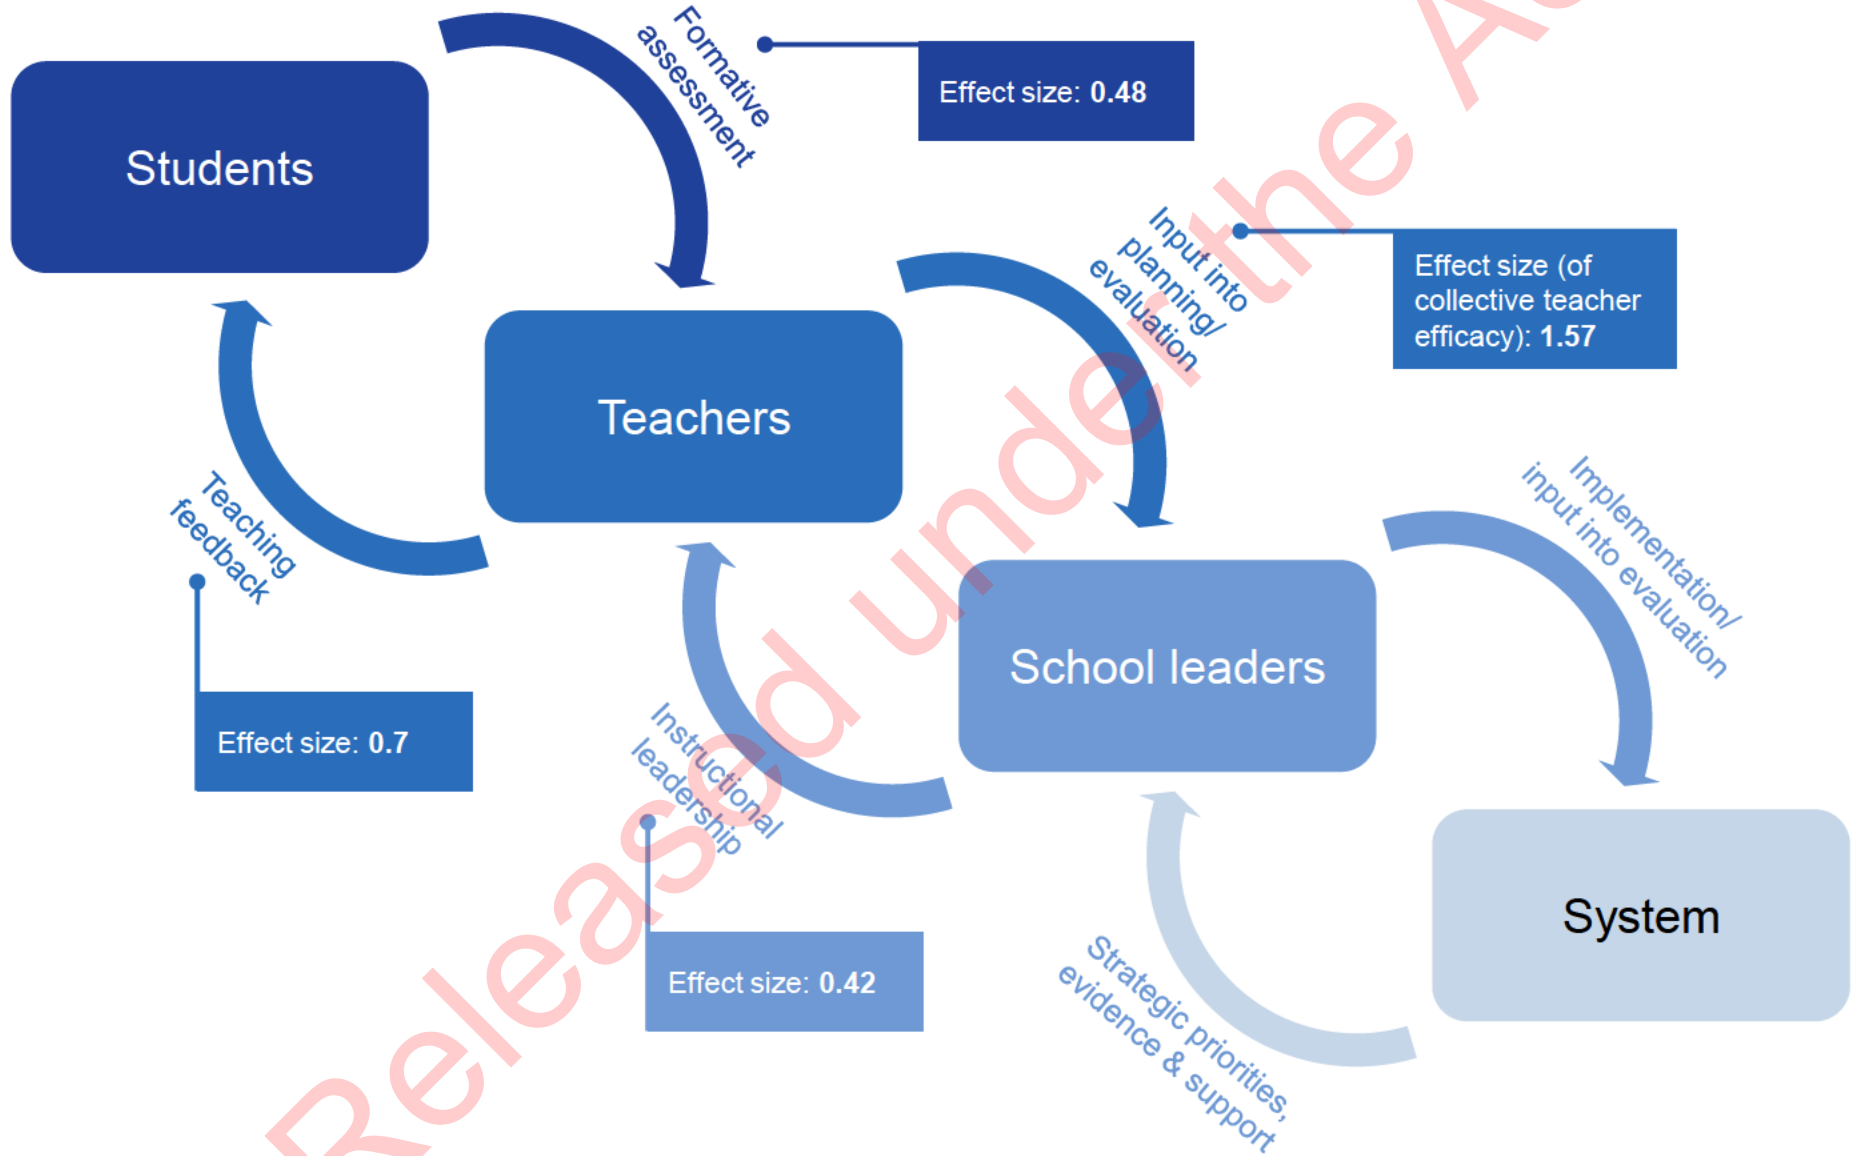 Formative
assessment
Effect size: 0.48
Students
Input into
planning/
evaluation
Effect size (of
collective teacher
efficacy): 1.57
Teachers
Teaching
feedback
Implementation/
input into evaluation
School leaders
Effect size: 0.7
Instructional
leadership
System
Effect size: 0.42
Strategic priorities,
evidence & support
Released under the